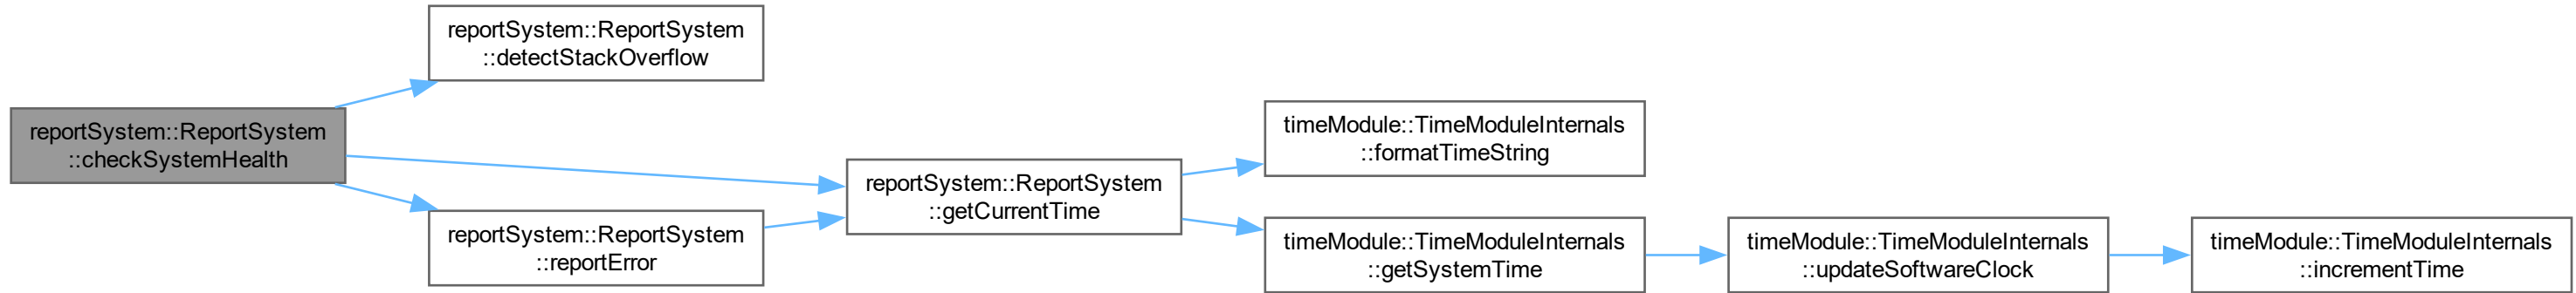 reportSystem::ReportSystem
::detectStackOverflow
reportSystem::ReportSystem
::checkSystemHealth
reportSystem::ReportSystem
::reportError
reportSystem::ReportSystem
::getCurrentTime
timeModule::TimeModuleInternals
::formatTimeString
timeModule::TimeModuleInternals
::getSystemTime
timeModule::TimeModuleInternals
::updateSoftwareClock
timeModule::TimeModuleInternals
::incrementTime